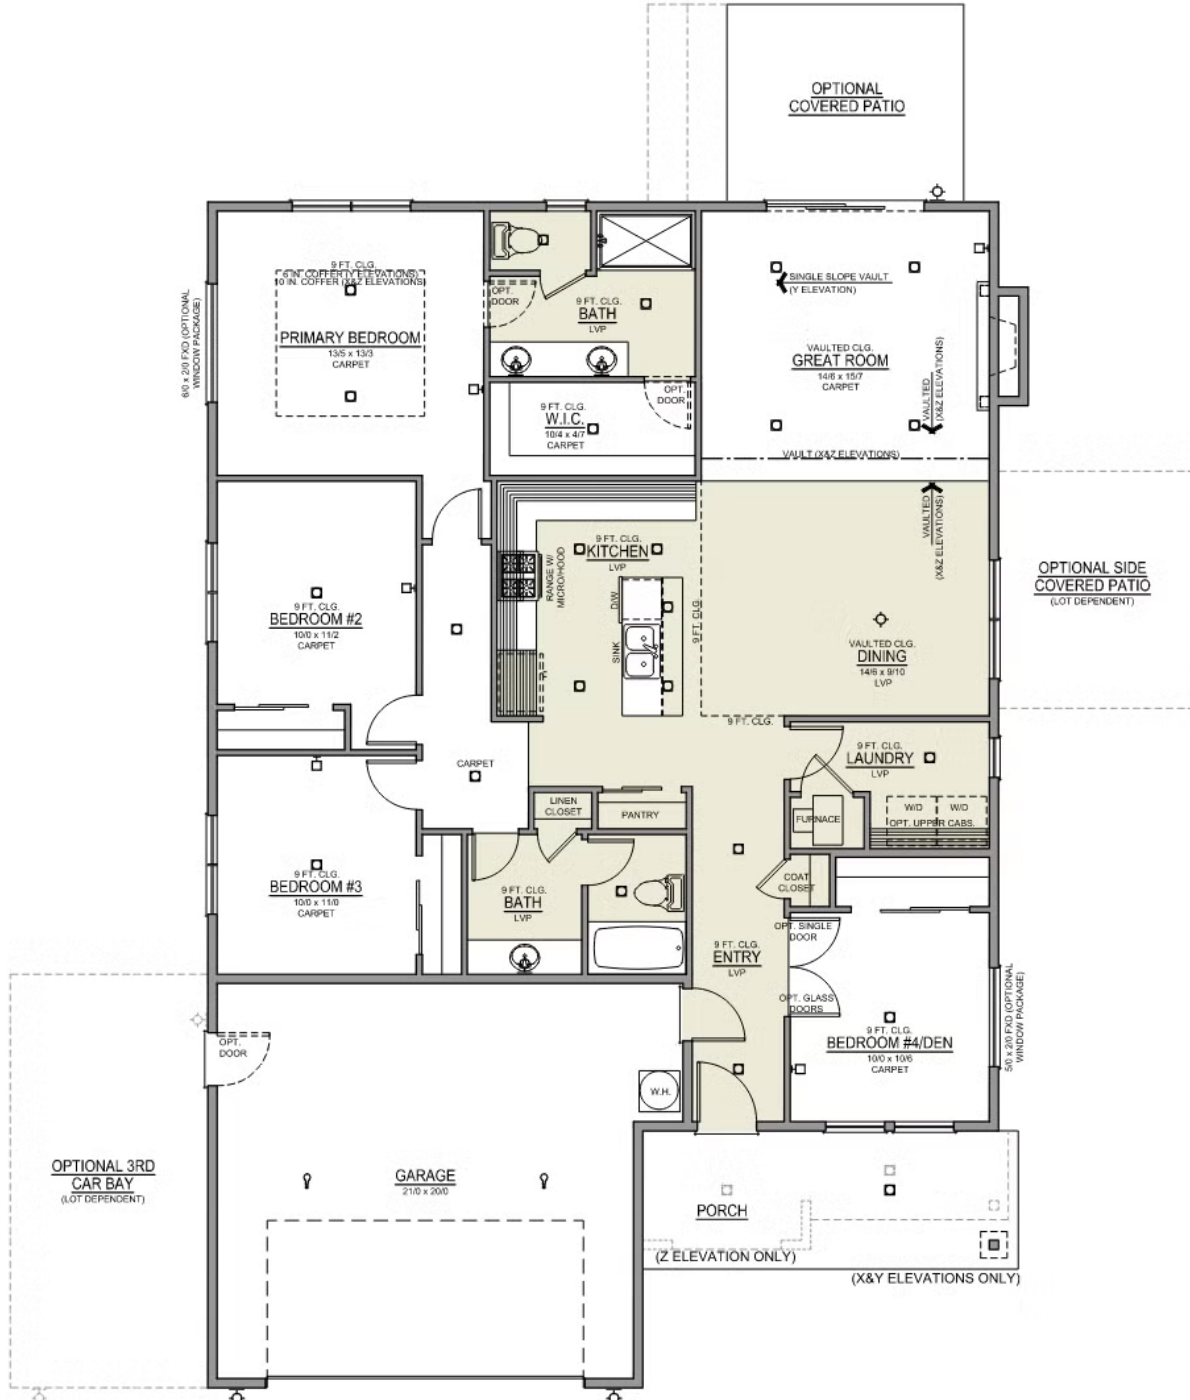 OPTIONAL
COVERED PATIO
9 FT. CLG.
6 IN. COFFER (Y ELEVATIONS)
10 IN. COFFER (X&Z ELEVATIONS)
PRIMARY BEDROOM
13/5 x 13/3
CARPET
6/0 x 2/0 FXD (OPTIONAL
WINDOW PACKAGE)
OPT.
DOOR
9 FT. CLG.
BATH
LVP
SINGLE SLOPE VAULT
(Y ELEVATION)
VAULTED CLG.
GREAT ROOM
14/6 x 15/7
CARPET
VAULTED
(X&Z ELEVATIONS)
VAULT (X&Z ELEVATIONS)
OPT.
DOOR
9 FT. CLG.
W.I.C.
10/4 x 4/7
CARPET
VAULTED
(X&Z ELEVATIONS)
9 FT. CLG.
KITCHEN
LVP
RANGE W/
MICRO/HOOD
D/W
SINK
9 FT. CLG.
OPTIONAL SIDE
COVERED PATIO
(LOT DEPENDENT)
9 FT. CLG.
BEDROOM #2
10/0 x 11/2
CARPET
VAULTED CLG.
DINING
14/6 x 9/10
LVP
9 FT. CLG.
CARPET
9 FT. CLG.
LAUNDRY
LVP
W/D
W/D
OPT. UPPER CABS.
FURNACE
LINEN
CLOSET
PANTRY
9 FT. CLG.
BEDROOM #3
10/0 x 11/0
CARPET
9 FT. CLG.
BATH
LVP
COAT
CLOSET
OPT. SINGLE
DOOR
9 FT. CLG.
ENTRY
LVP
OPT. GLASS
DOORS
9 FT. CLG.
BEDROOM #4/DEN
10/0 x 10/6
CARPET
5/0 x 2/0 FXD (OPTIONAL
WINDOW PACKAGE)
OPT.
DOOR
W.H.
OPTIONAL 3RD
CAR BAY
(LOT DEPENDENT)
GARAGE
21/0 x 20/0
PORCH
(Z ELEVATION ONLY)
(X&Y ELEVATIONS ONLY)